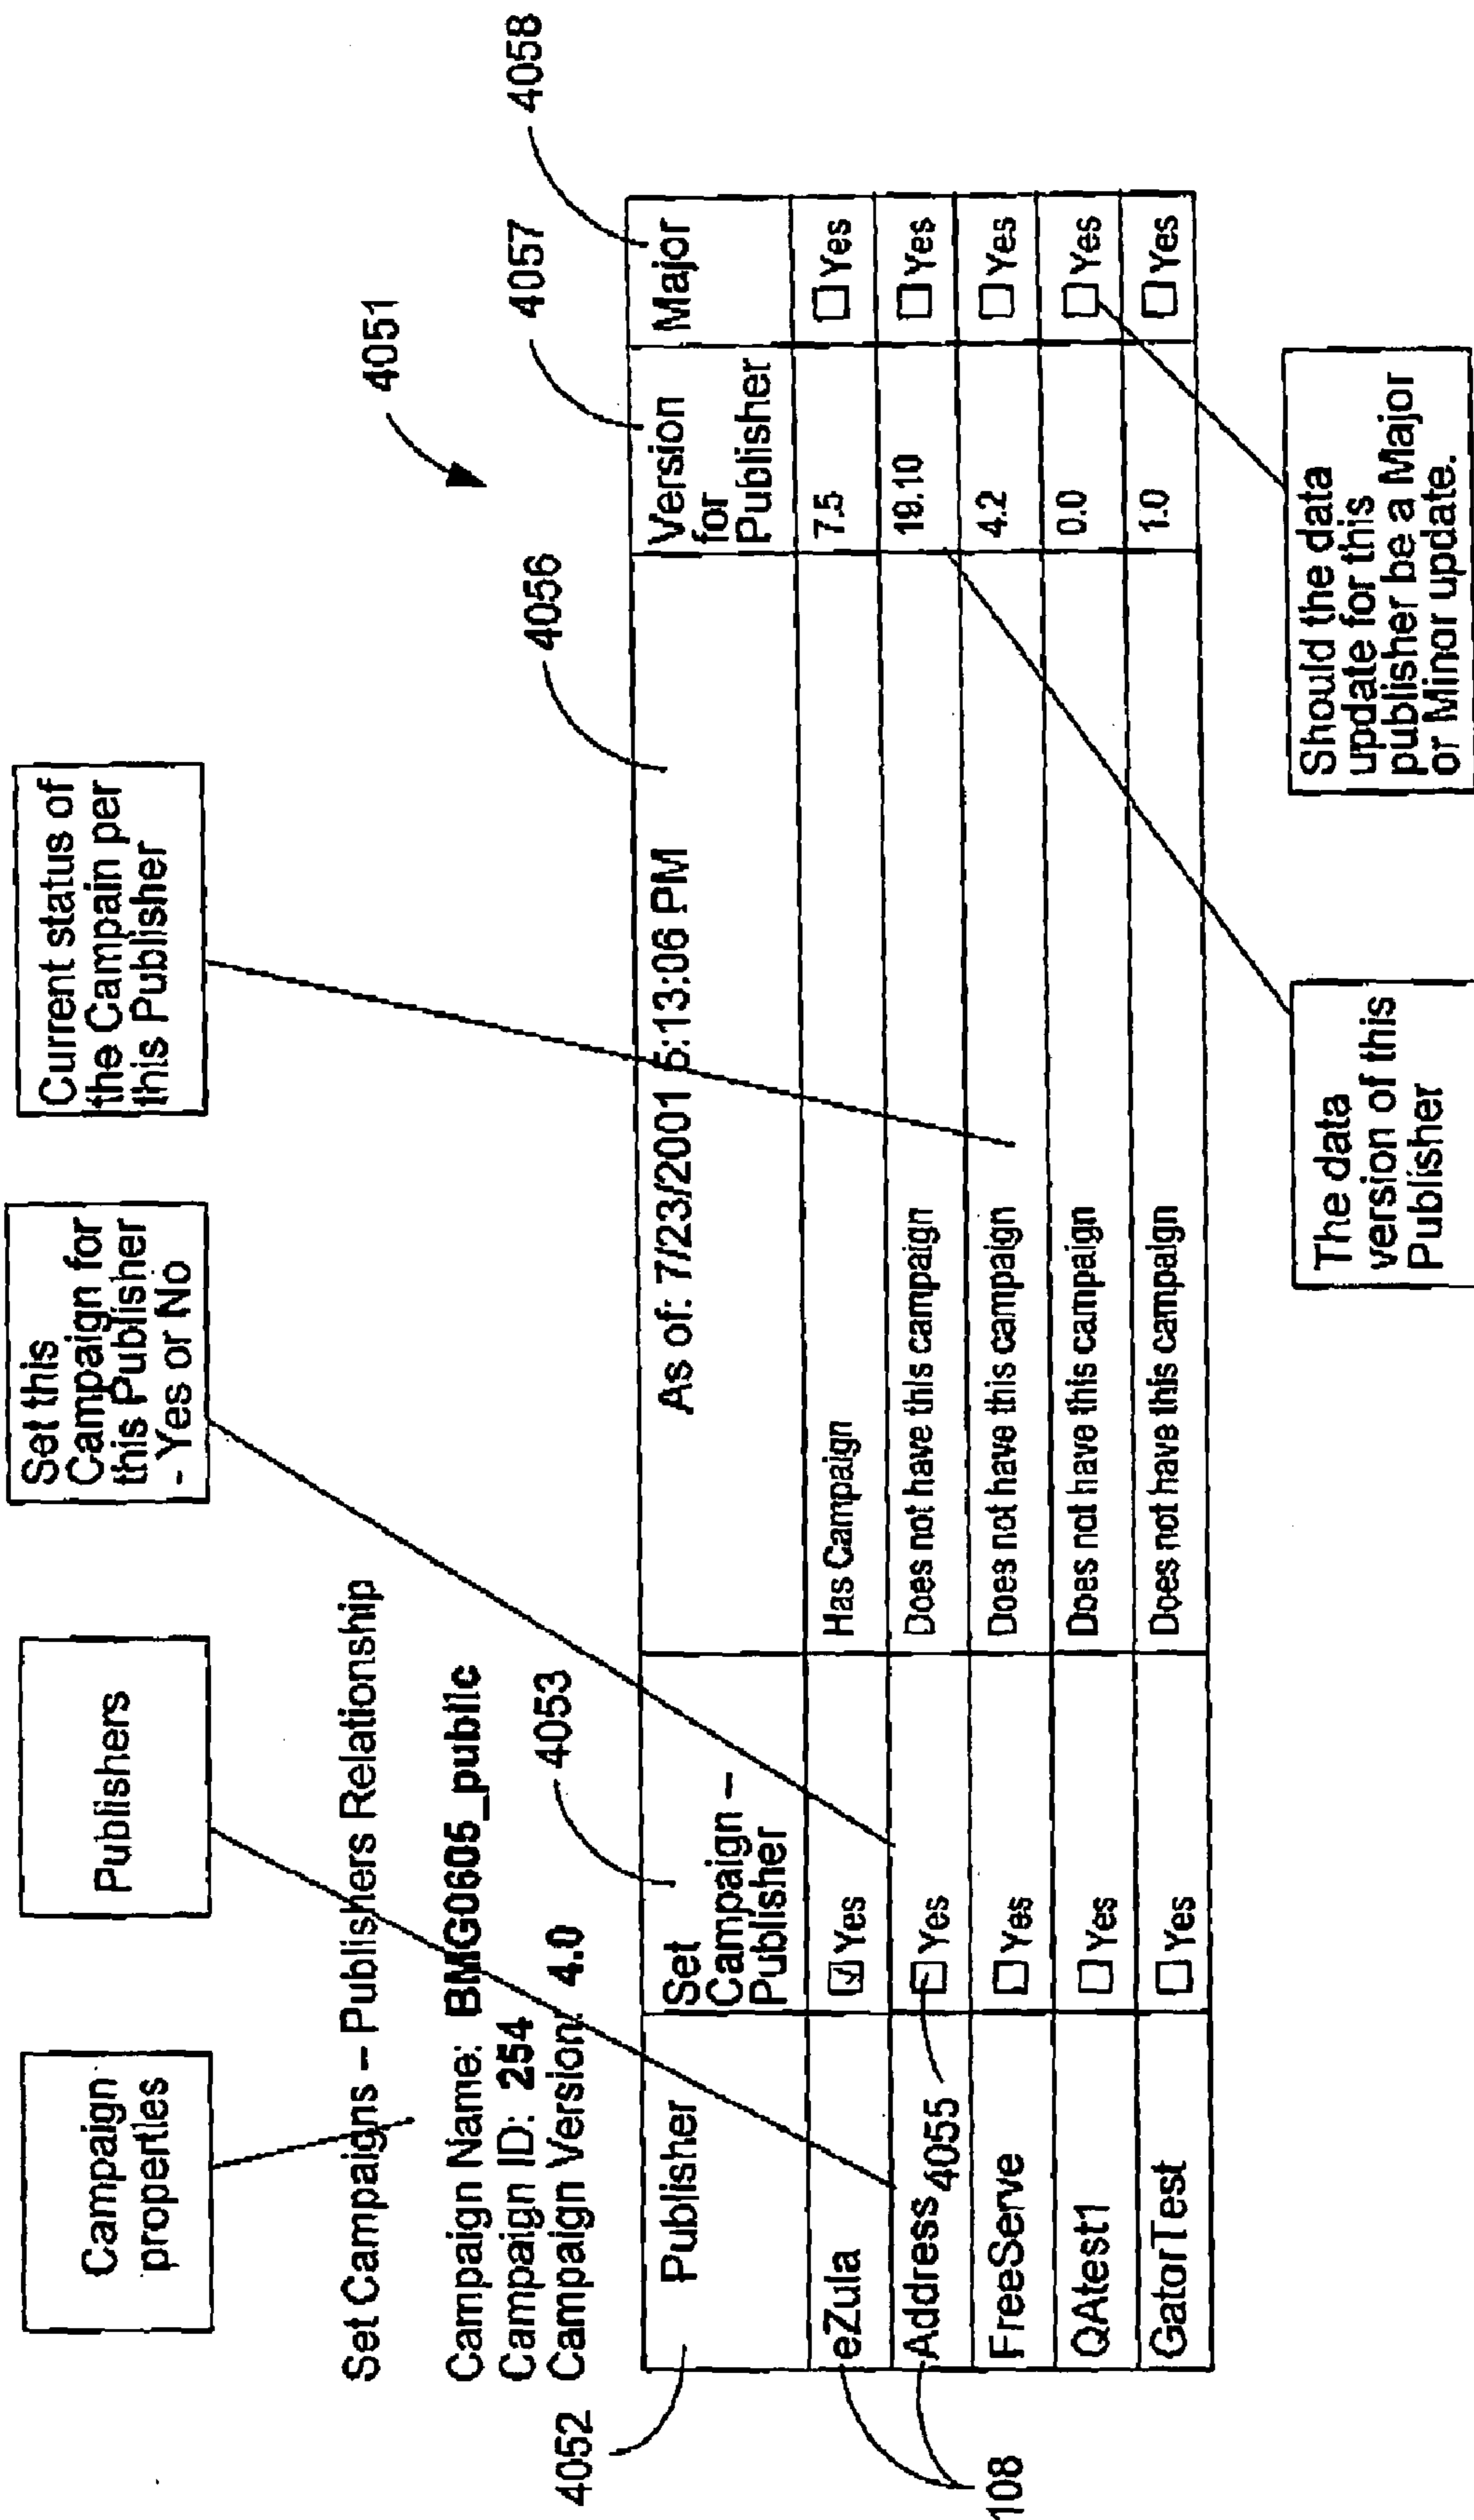 Campaign
properties
Publishers
Set this
Campaign for
this Publisher
- Yes or No
Current status of
the Campain per
this Publisher
Set Campaigns – Publishers Relationship
4051
Campaign Name: BMG0605_public
Campaign ID: 254
Campaign Version: 4.0
4052
4053
4056
4057
4058
Publisher
Set
Campaign –
Publisher
As of: 7/23/2001 5:13:06 PM
Version
for
Publisher
Major
eZula
Yes
Has Campaign
7.5
Yes
Address
4055
Yes
Does not have this campaign
19.10
Yes
FreeServe
Yes
Does not have this campaign
4.2
Yes
QAtest1
Yes
Does not have this campaign
0.0
Yes
GatorTest
Yes
Does not have this campaign
1.0
Yes
108
The data
version of this
Publisher
Should the data
update for this
publisher be a Major
or Minor update.